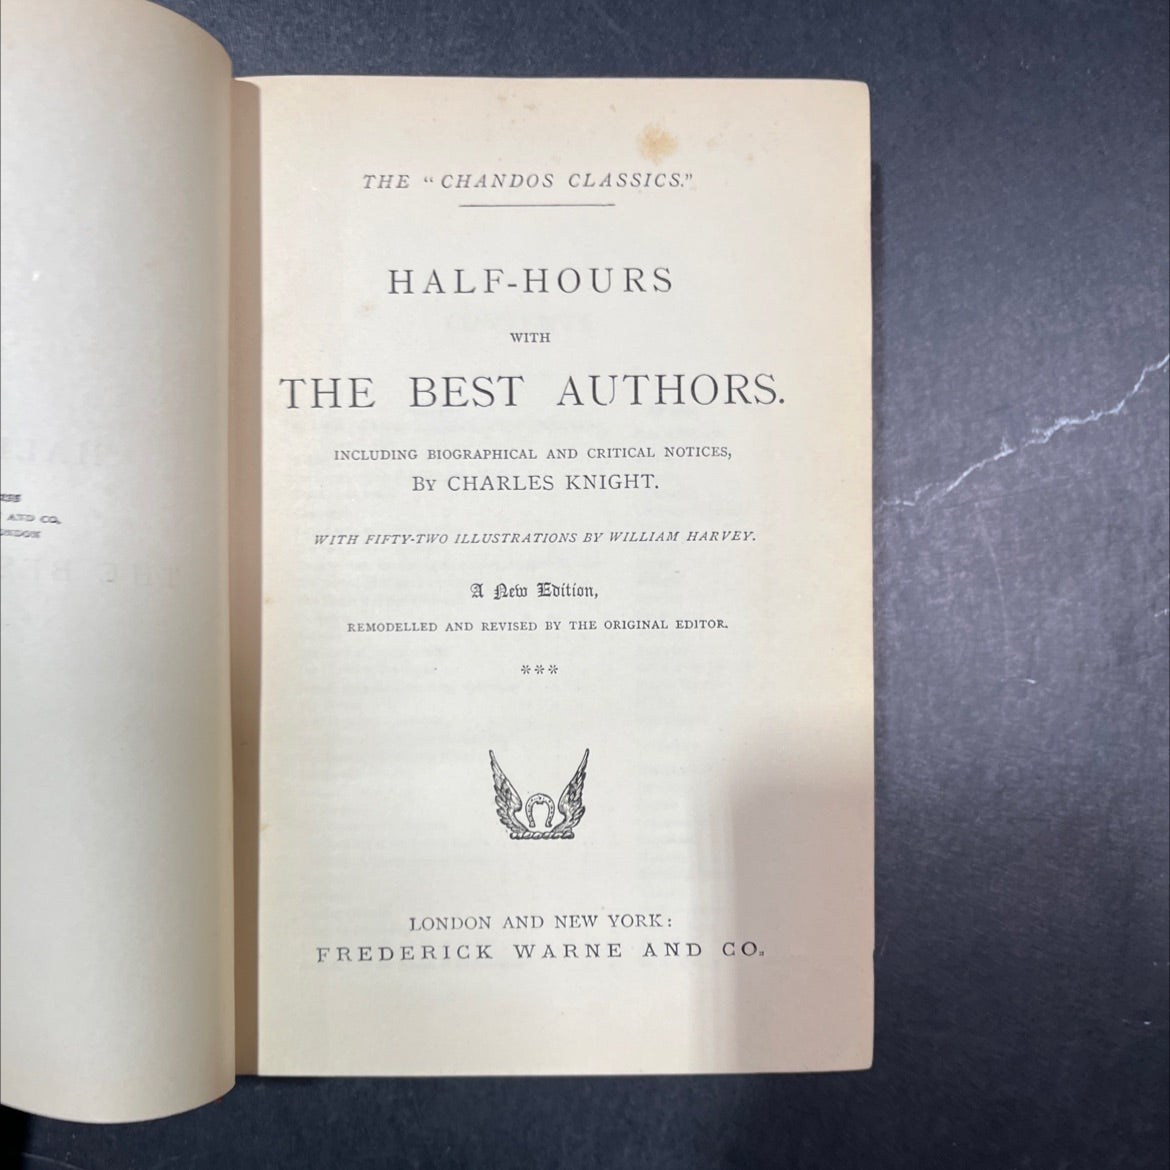 AND CO.
THE "CHANDOS CLASSICS."
HALF-HOURS
WITH
THE BEST AUTHORS.
INCLUDING BIOGRAPHICAL AND CRITICAL NOTICES,
BY CHARLES KNIGHT.
WITH FIFTY-TWO ILLUSTRATIONS BY WILLIAM HARVEY.
A New Edition,
REMODELLED AND REVISED BY THE ORIGINAL EDITOR.
***
LONDON AND NEW YORK:
FREDERICK WARNE AND CO.